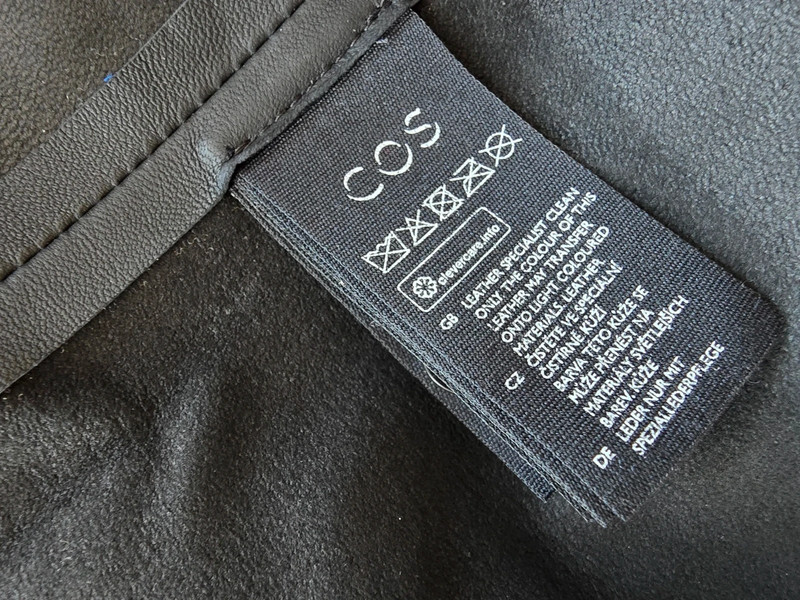 COS
clevercare.info
GB LEATHER SPECIALIST CLEAN
ONLY THE COLOUR OF THIS
LEATHER MAY TRANSFER
ONTO LIGHT COLOURED
MATERIALS. LEATHER
CZ ČISTĚTE VE SPECIÁLNÍ
ČISTÍRNĚ KŮŽÍ
BARVA TÉTO KŮŽE SE
MŮŽE PŘENÉST NA
MATERIÁLY SVĚTLEJŠÍCH
BAREV. KŮŽE
DE LEDER NUR MIT
SPEZIALLEDERPFLEGE